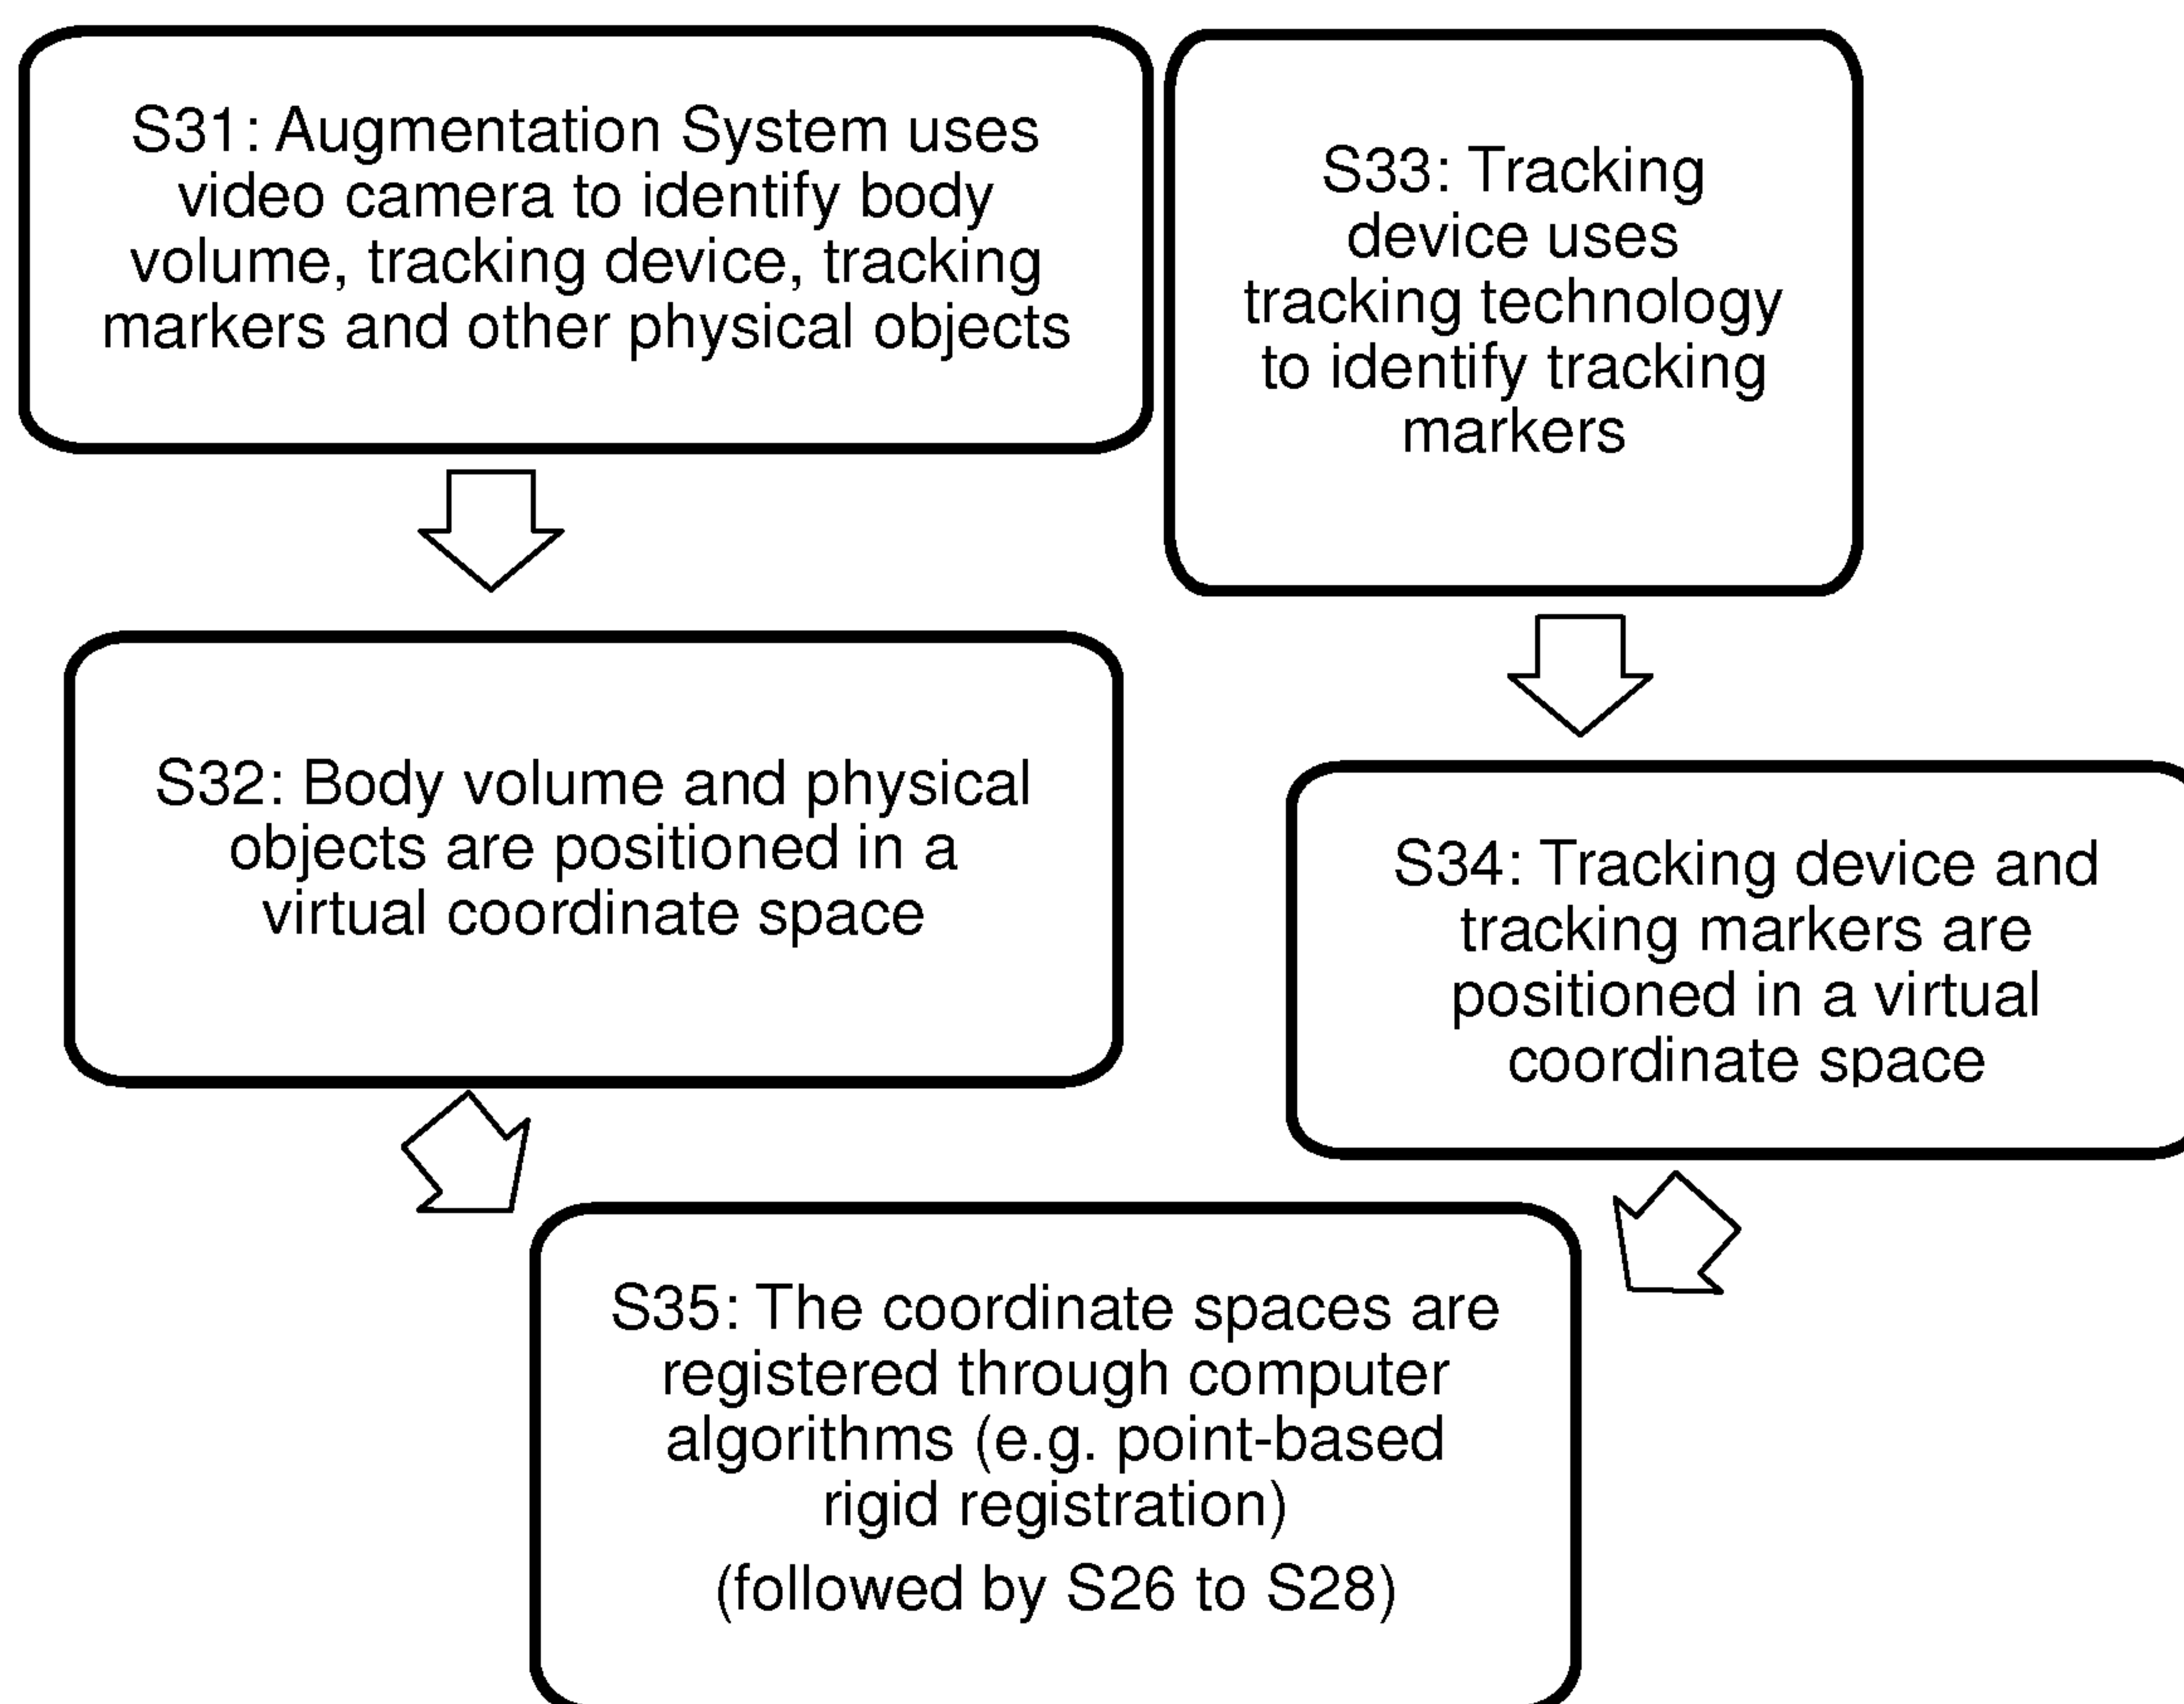 S31: Augmentation System uses
video camera to identify body
volume, tracking device, tracking
markers and other physical objects
S33: Tracking
device uses
tracking technology
to identify tracking
markers
S32: Body volume and physical
objects are positioned in a
virtual coordinate space
S34: Tracking device and
tracking markers are
positioned in a virtual
coordinate space
S35: The coordinate spaces are
registered through computer
algorithms (e.g. point-based
rigid registration)
(followed by S26 to S28)